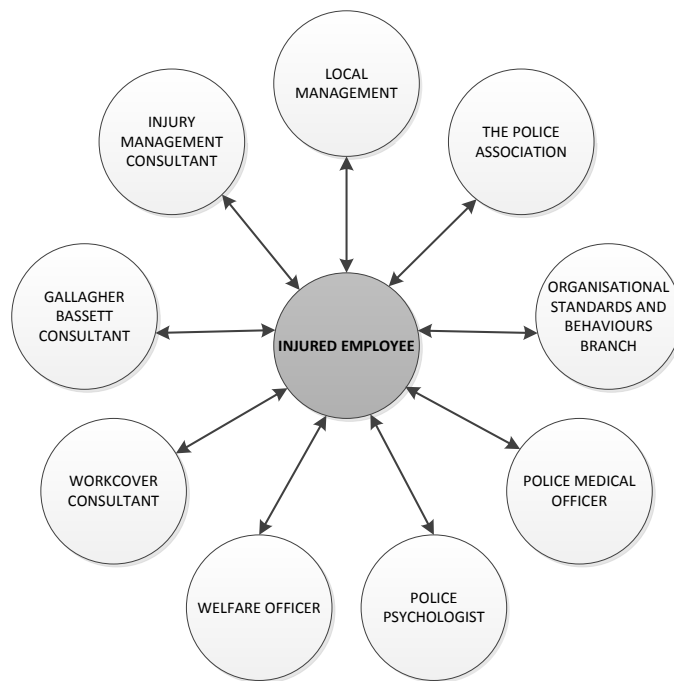 LOCAL
MANAGEMENT
THE POLICE
ASSOCIATION
ORGANISATIONAL
STANDARDS AND
BEHAVIOURS
BRANCH
POLICE MEDICAL
OFFICER
POLICE
PSYCHOLOGIST
WELFARE OFFICER
WORKCOVER
CONSULTANT
GALLAGHER
BASSETT
CONSULTANT
INJURY
MANAGEMENT
CONSULTANT
INJURED EMPLOYEE